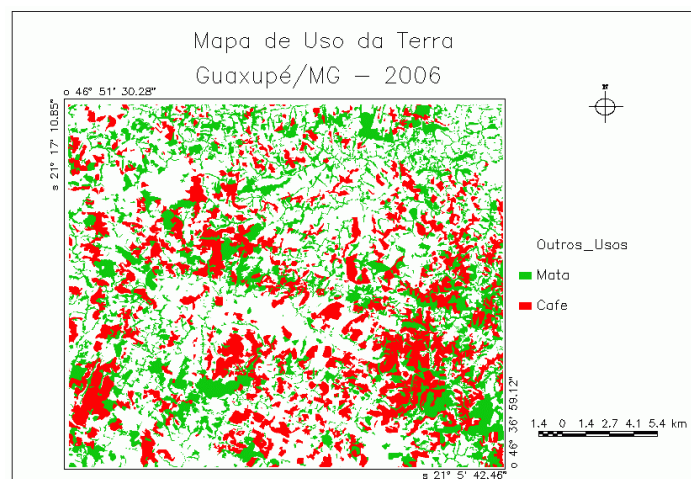 Mapa de Uso da Terra
Guaxupé/MG – 2006
o 46° 51' 30.28"
s 21° 17' 10.85"
N
Outros_Usos
Mata
Cafe
o 46° 36' 59.12"
s 21° 5' 42.46"
1.4 0 1.4 2.7 4.1 5.4 km